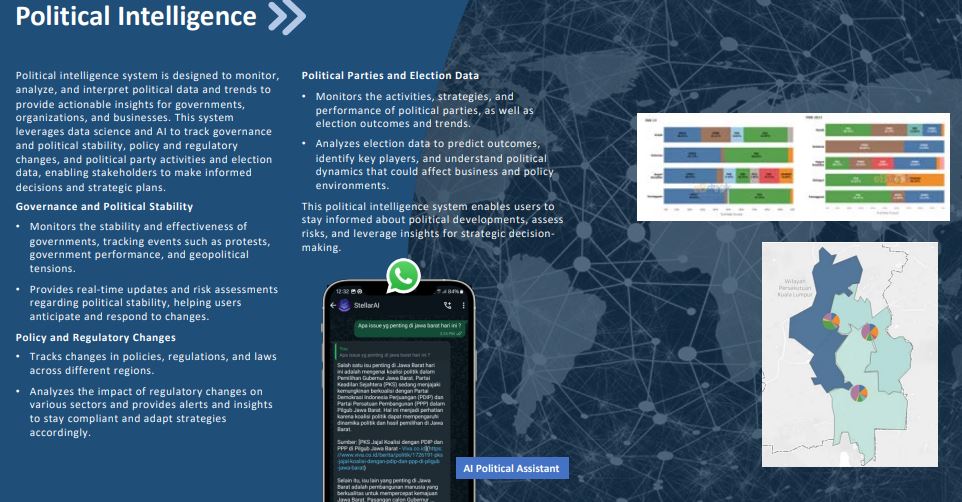 Political Intelligence
Political intelligence system is designed to monitor,
analyze, and interpret political data and trends to
provide actionable insights for governments,
organizations, and businesses. This system
leverages data science and AI to track governance
and political stability, policy and regulatory
changes, and political party activities and election
data, enabling stakeholders to make informed
decisions and strategic plans.
Governance and Political Stability
• Monitors the stability and effectiveness of
governments, tracking events such as protests,
government performance, and geopolitical
tensions.
• Provides real-time updates and risk assessments
regarding political stability, helping users
anticipate and respond to changes.
Policy and Regulatory Changes
• Tracks changes in policies, regulations, and laws
across different regions.
• Analyzes the impact of regulatory changes on
various sectors and provides alerts and insights
to stay compliant and adapt strategies
accordingly.
Political Parties and Election Data
• Monitors the activities, strategies, and
performance of political parties, as well as
election outcomes and trends.
• Analyzes election data to predict outcomes,
identify key players, and understand political
dynamics that could affect business and policy
environments.
This political intelligence system enables users to
stay informed about political developments, assess
risks, and leverage insights for strategic decision-
making.
12:32
84%
StellarAI
Apa issue yg penting di jawa barat hari ini ?
You
Apa issue yg penting di jawa barat hari ini ?
Salah satu isu penting di Jawa Barat hari
ini adalah mengenai koalisi politik dalam
Pemilihan Gubernur Jawa Barat. Partai
Keadilan Sejahtera (PKS) sedang menjajaki
kemungkinan berkoalisi dengan Partai
Demokrasi Indonesia Perjuangan (PDIP) dan
Partai Persatuan Pembangunan (PPP) dalam
Pilgub Jawa Barat. Hal ini menjadi perhatian
karena koalisi politik dapat mempengaruhi
dinamika politik dan hasil pemilihan di Jawa
Barat.
Sumber: [PKS Jajal Koalisi dengan PDIP dan
PPP di Pilgub Jawa Barat - Viva.co.id](https:
//www.viva.co.id/berita/politik/1726191-pks
-jajal-koalisi-dengan-pdip-dan-ppp-di-pilgub
-jawa-barat)
Selain itu, isu lain yang penting di Jawa
Barat adalah pembangunan manusia yang
berkualitas untuk mempercepat kemajuan
Jawa Barat. Pasangan calon Gubernur ...
AI Political Assistant
Wilayah
Persekutuan
Kuala Lumpur